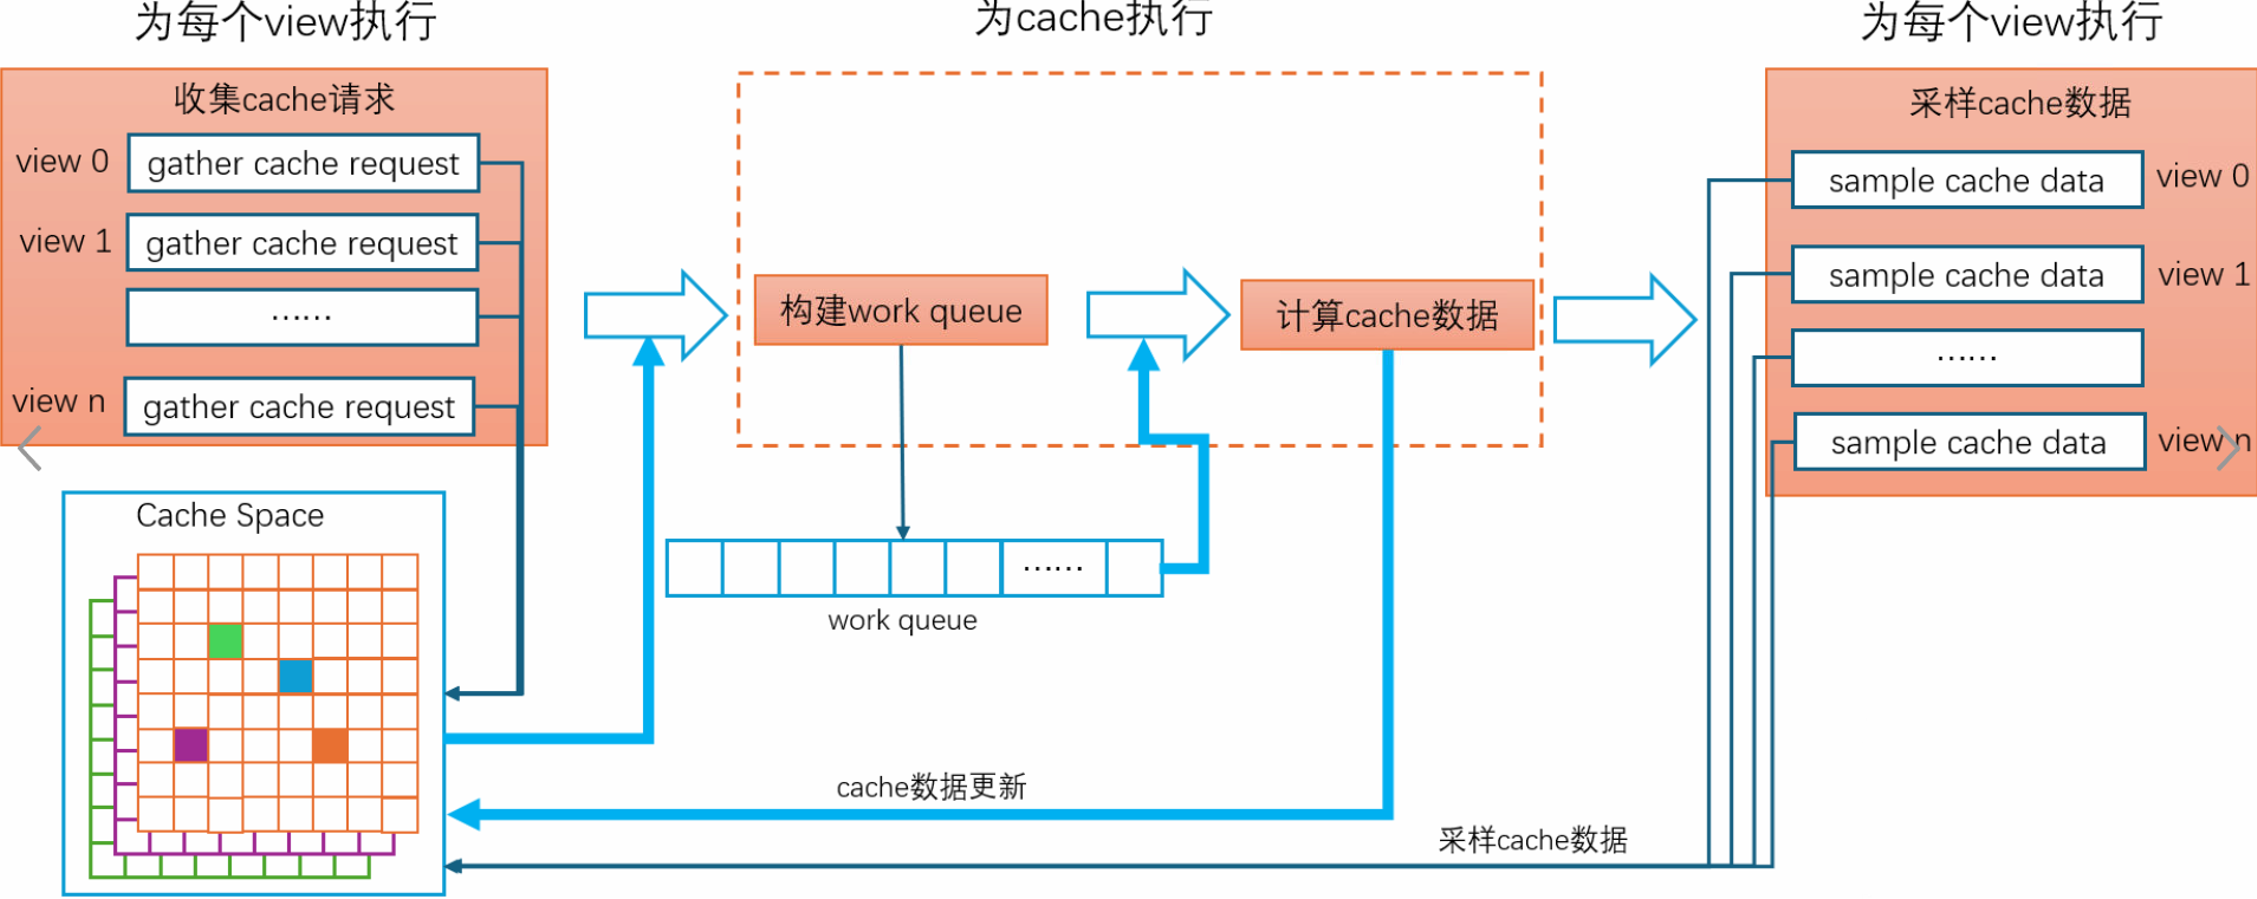 为每个view执行
收集cache请求
view 0
gather cache request
view 1
gather cache request
……
view n
gather cache request
Cache Space
为cache执行
构建work queue
计算cache数据
……
work queue
cache数据更新
为每个view执行
采样cache数据
sample cache data
view 0
sample cache data
view 1
……
sample cache data
view n
采样cache数据